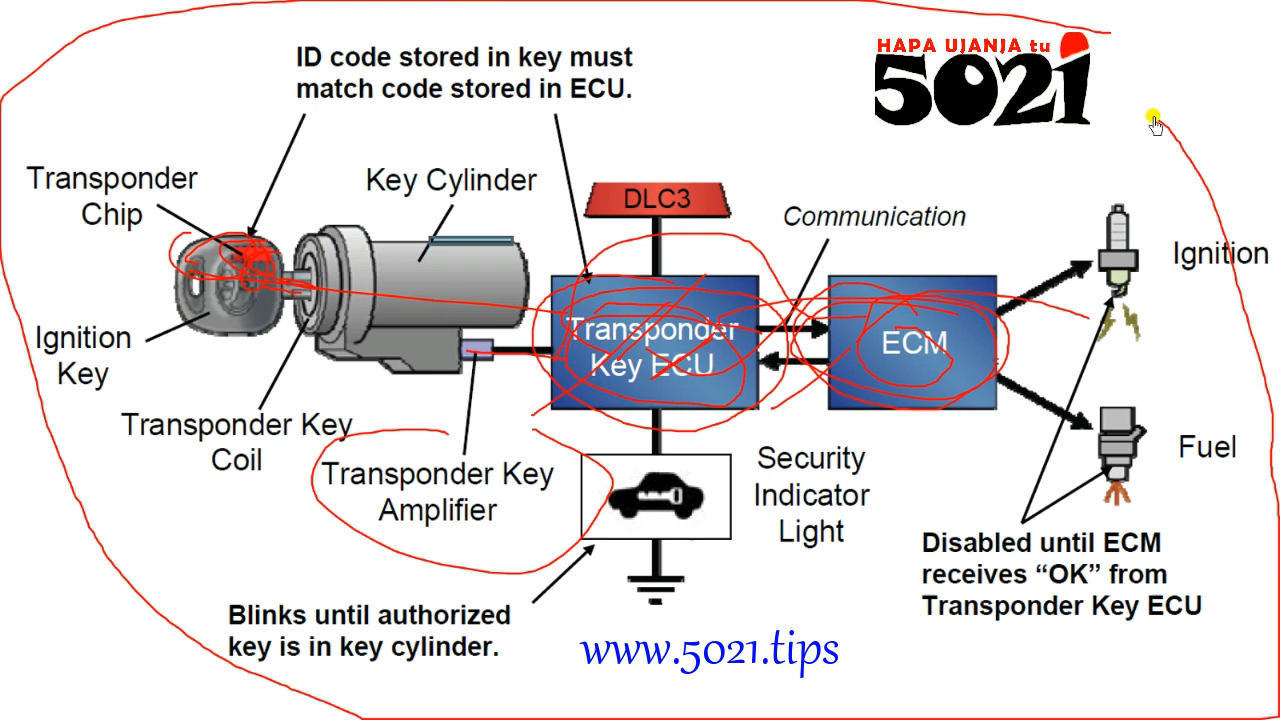 HAPA UJANJA tu
5021
ID code stored in key must
match code stored in ECU.
Transponder
Chip
Key Cylinder
DLC3
Communication
Ignition
Ignition
Key
Transponder
Key ECU
ECM
Transponder Key
Coil
Transponder Key
Amplifier
Security
Indicator
Light
Fuel
Disabled until ECM
receives “OK” from
Transponder Key ECU
Blinks until authorized
key is in key cylinder.
www.5021.tips